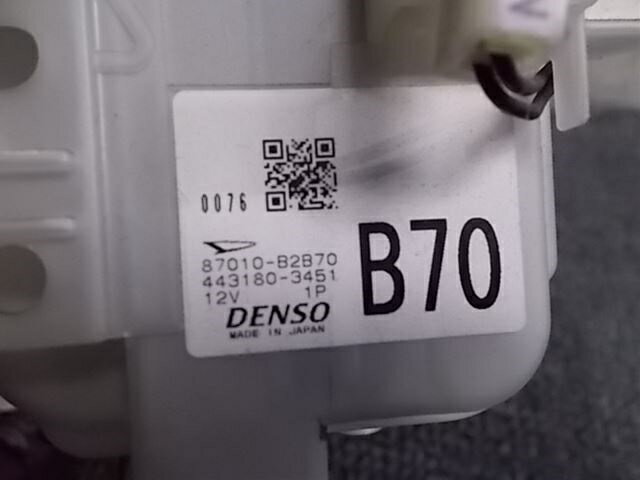 0076
87010-B2B70
443180-3451
12V 1P
DENSO
MADE IN JAPAN
B70